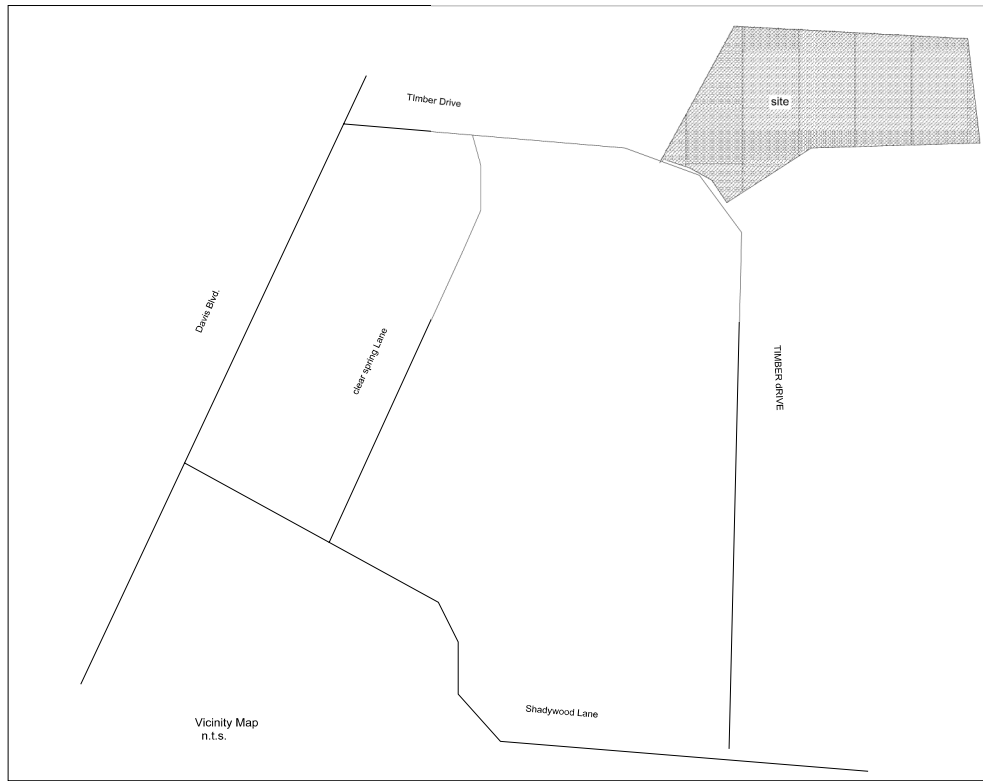 TImber Drive
site
Davis Blvd.
clear spring Lane
TIMBER dRIVE
Shadywood Lane
Vicinity Map
n.t.s.